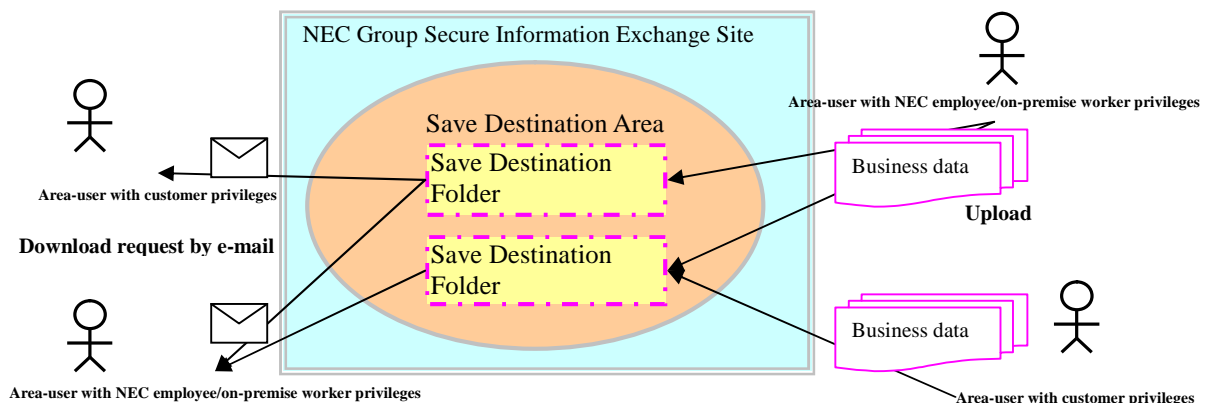 NEC Group Secure Information Exchange Site
Area-user with NEC employee/on-premise worker privileges
Save Destination Area
Save Destination
Folder
Business data
Area-user with customer privileges
Upload
Download request by e-mail
Save Destination
Folder
Business data
Area-user with NEC employee/on-premise worker privileges
Area-user with customer privileges